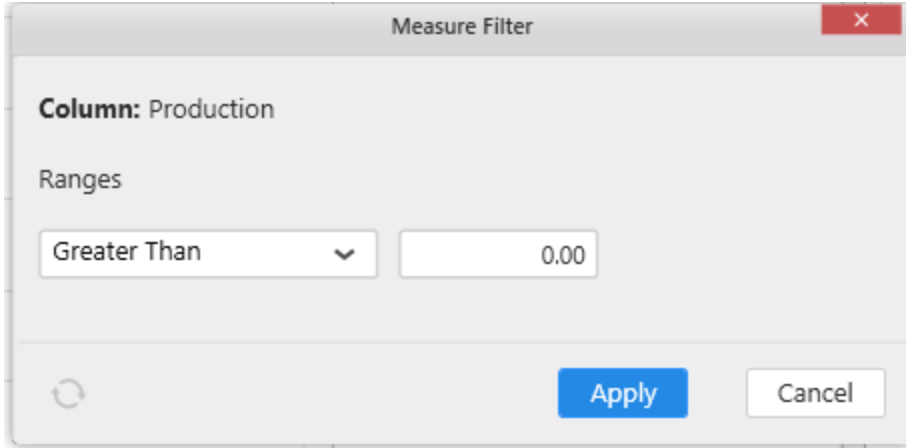 Measure Filter
Column: Production
Ranges
Greater Than 0.00
Apply Cancel